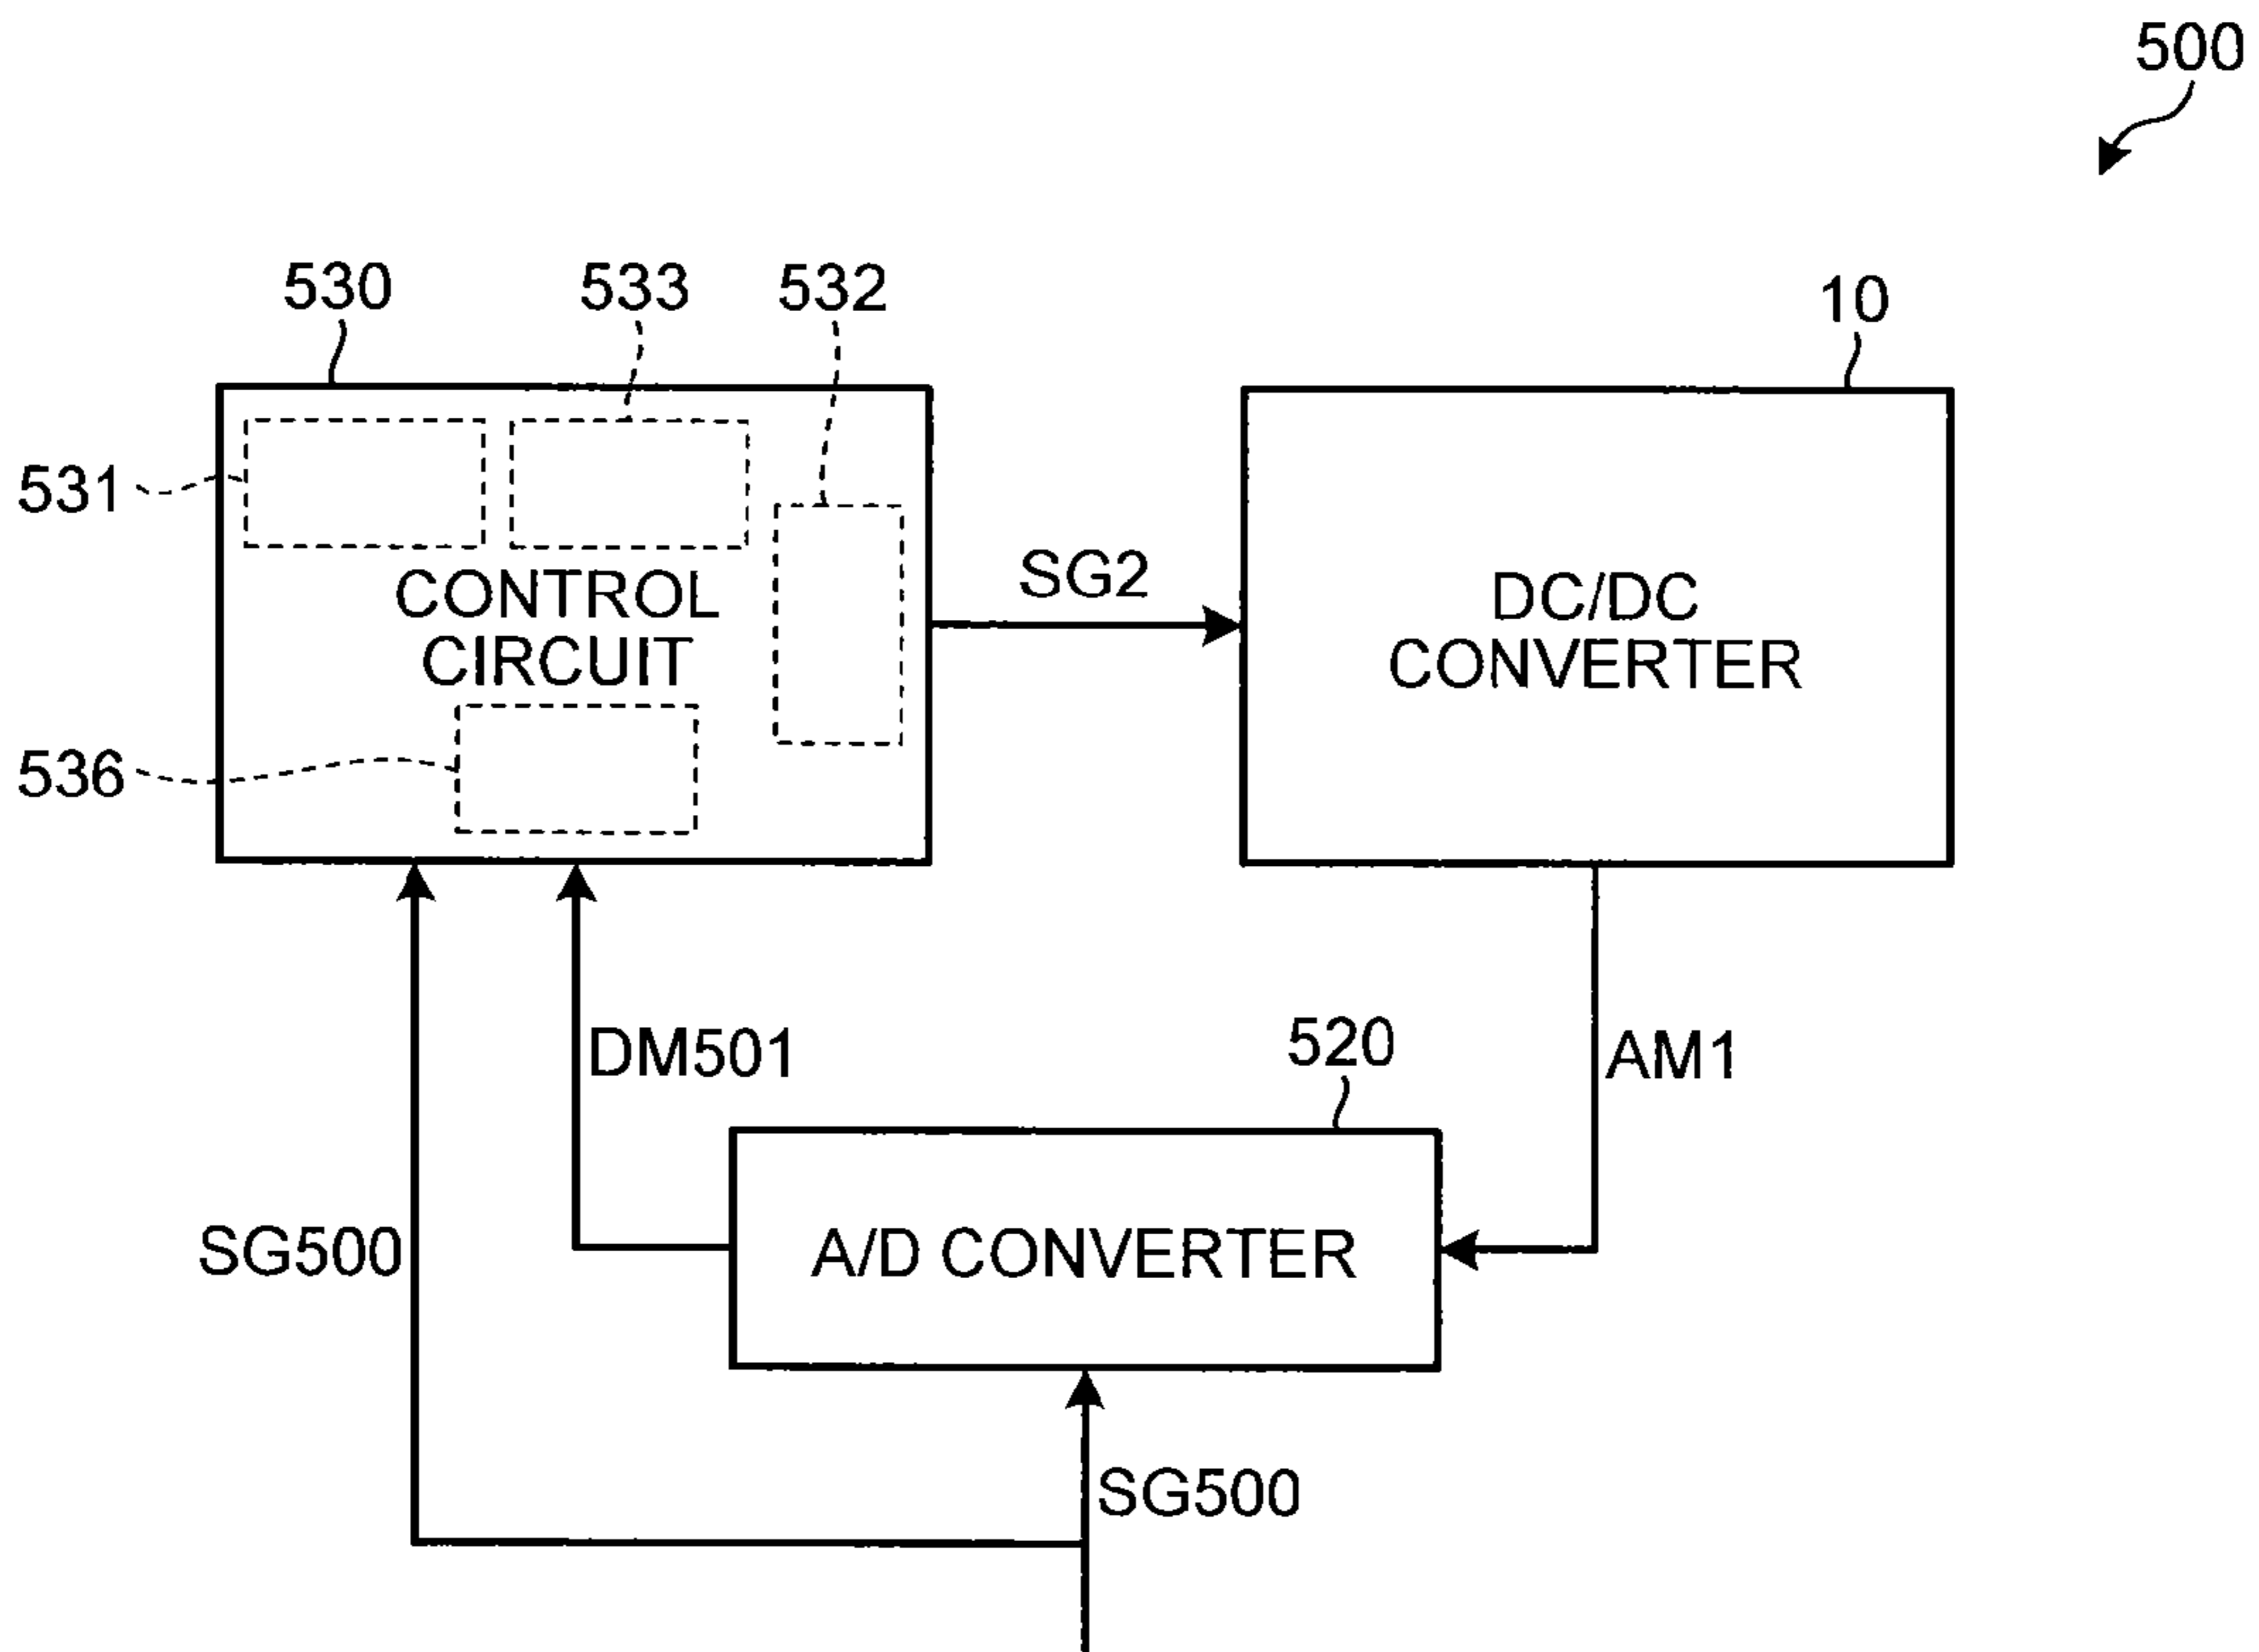 500
530
533
532
10
531
CONTROL
CIRCUIT
SG2
DC/DC
CONVERTER
536
DM501
520
AM1
SG500
A/D CONVERTER
SG500